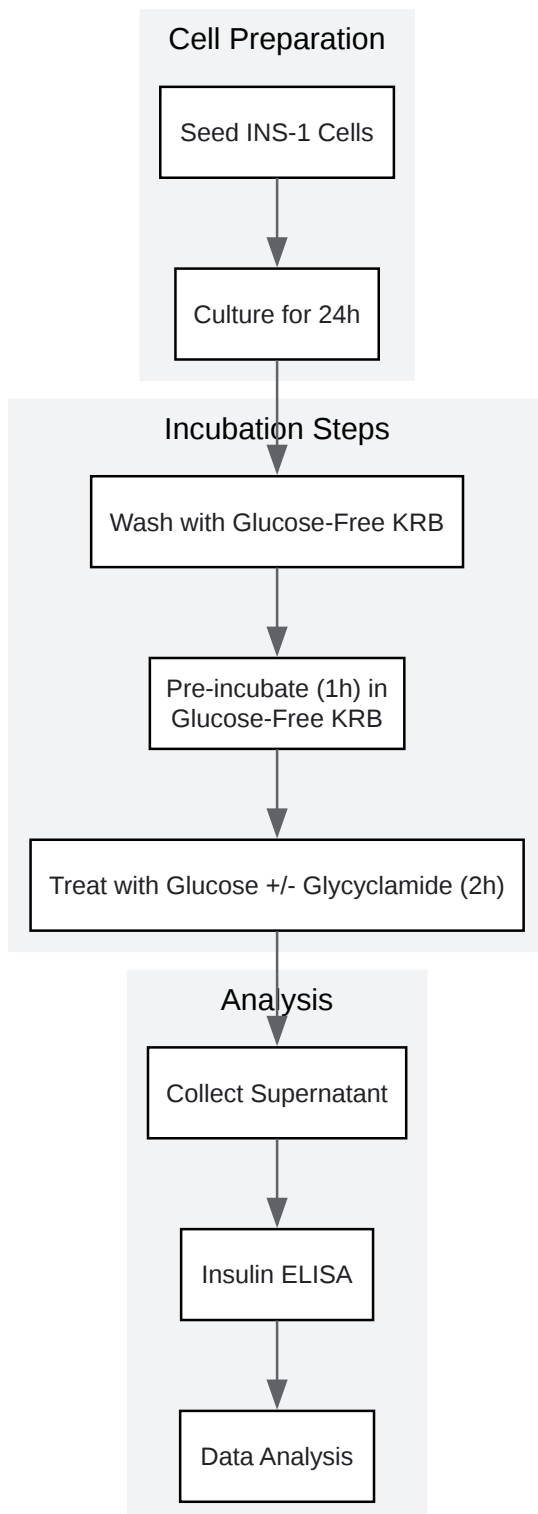 Cell Preparation
Seed INS-1 Cells
Culture for 24h
Incubation Steps
Wash with Glucose-Free KRB
Pre-incubate (1h) in
Glucose-Free KRB
Treat with Glucose +/- Glycyclamide (2h)
Analysis
Collect Supernatant
Insulin ELISA
Data Analysis